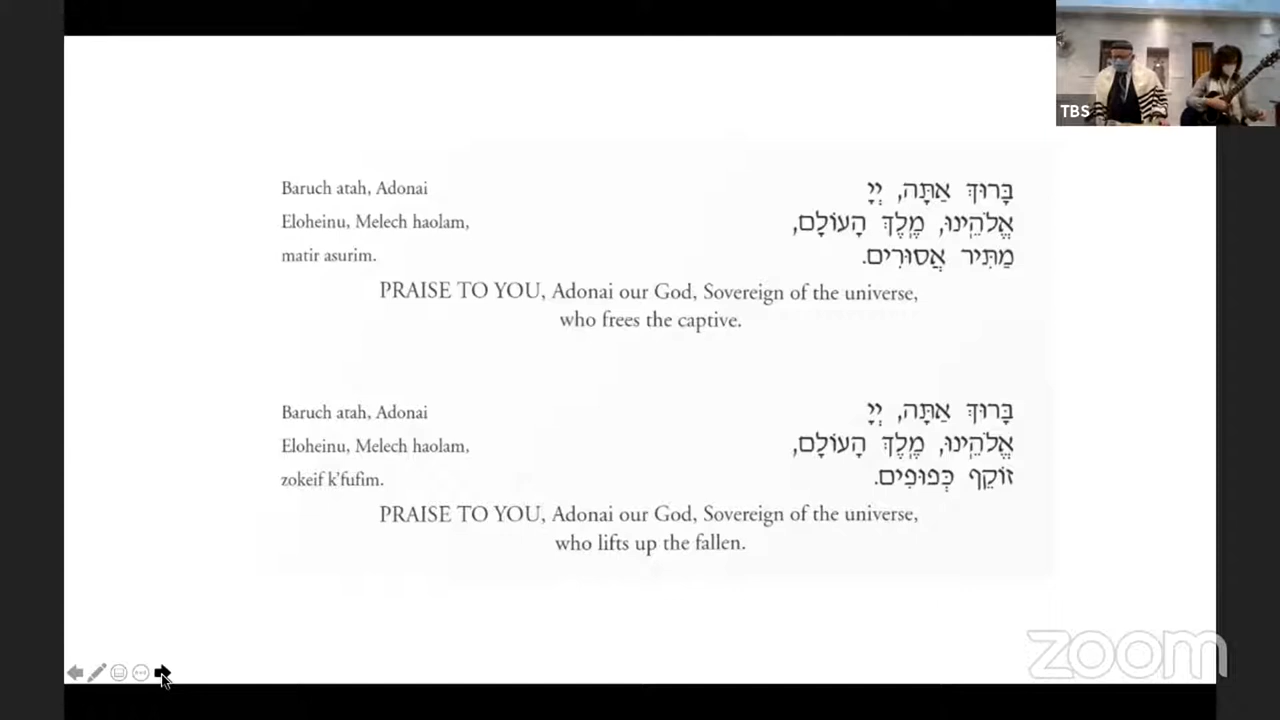 TBS
Baruch atah, Adonai
Eloheinu, Melech haolam,
matir asurim.
בָּרוּךְ אַתָּה, יְיָ
אֱלֹהֵינוּ, מֶלֶךְ הָעוֹלָם,
מַתִּיר אֲסוּרִים.
PRAISE TO YOU, Adonai our God, Sovereign of the universe,
who frees the captive.
Baruch atah, Adonai
Eloheinu, Melech haolam,
zokeif k'fufim.
בָּרוּךְ אַתָּה, יְיָ
אֱלֹהֵינוּ, מֶלֶךְ הָעוֹלָם,
זוֹקֵף כְּפוּפִים.
PRAISE TO YOU, Adonai our God, Sovereign of the universe,
who lifts up the fallen.
zoom